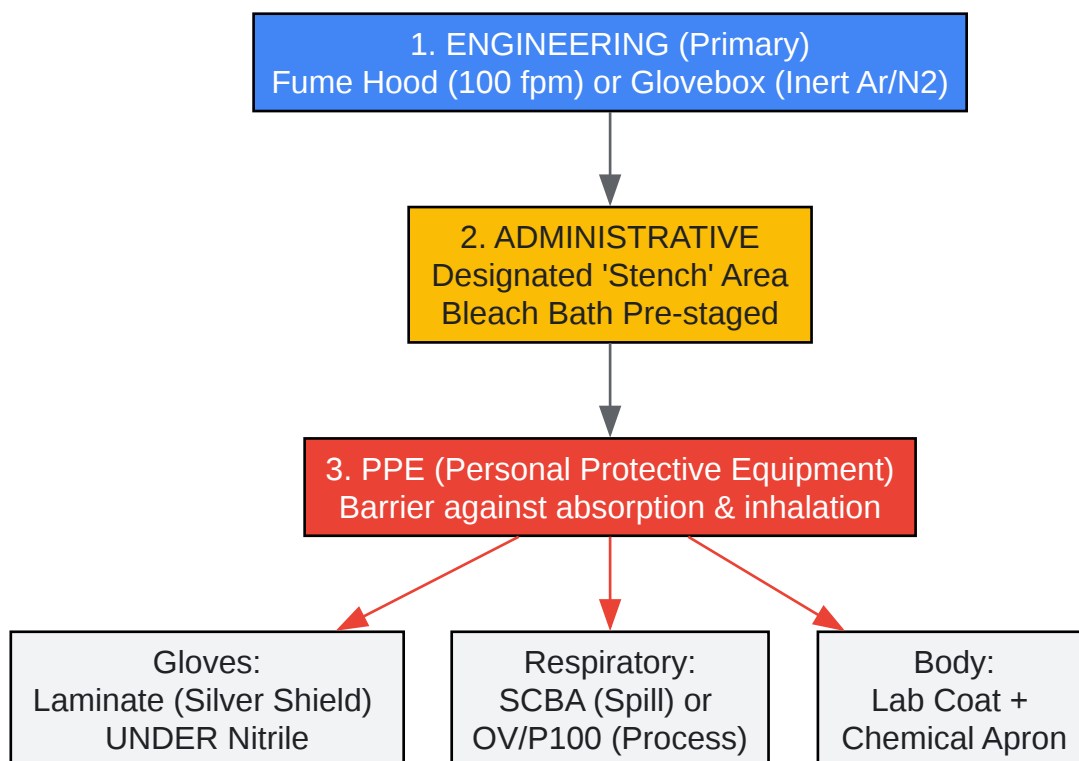 1. ENGINEERING (Primary)
Fume Hood (100 fpm) or Glovebox (Inert Ar/N2)
2. ADMINISTRATIVE
Designated 'Stench' Area
Bleach Bath Pre-staged
3. PPE (Personal Protective Equipment)
Barrier against absorption & inhalation
Gloves:
Laminate (Silver Shield)
UNDER Nitrile
Respiratory:
SCBA (Spill) or
OV/P100 (Process)
Body:
Lab Coat +
Chemical Apron